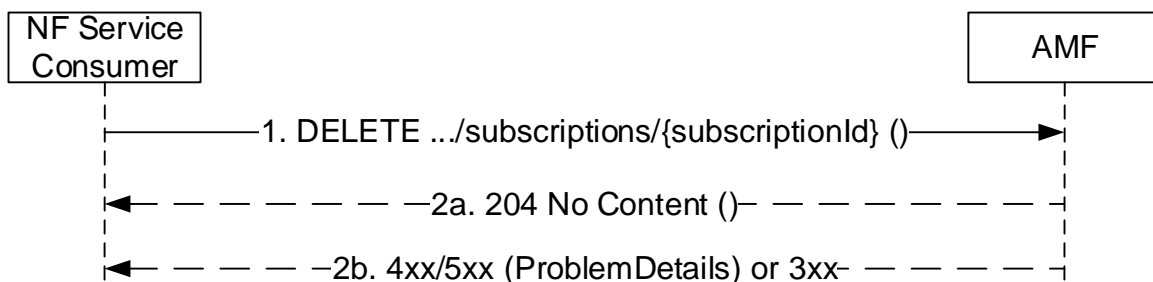 NF Service
Consumer
AMF
1. DELETE .../subscriptions/{subscriptionId} ()
2a. 204 No Content ()
2b. 4xx/5xx (ProblemDetails) or 3xx